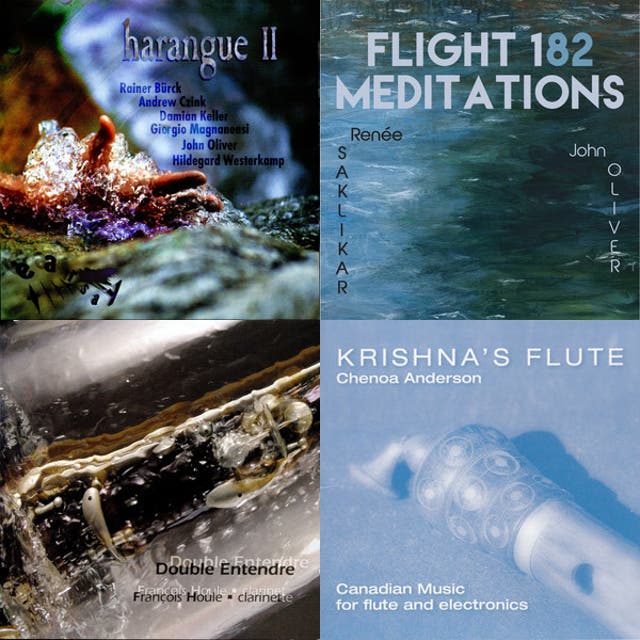 harangue II
Rainer Bürck
Andrew Czink
Damián Keller
Giorgio Magnanensi
John Oliver
Hildegard Westerkamp
FLIGHT 182
MEDITATIONS
Renée
SAKLIKAR
John
OLIVER
Double Entendre
François Houle • clarinette
KRISHNA'S FLUTE
Chenoa Anderson
Canadian Music
for flute and electronics